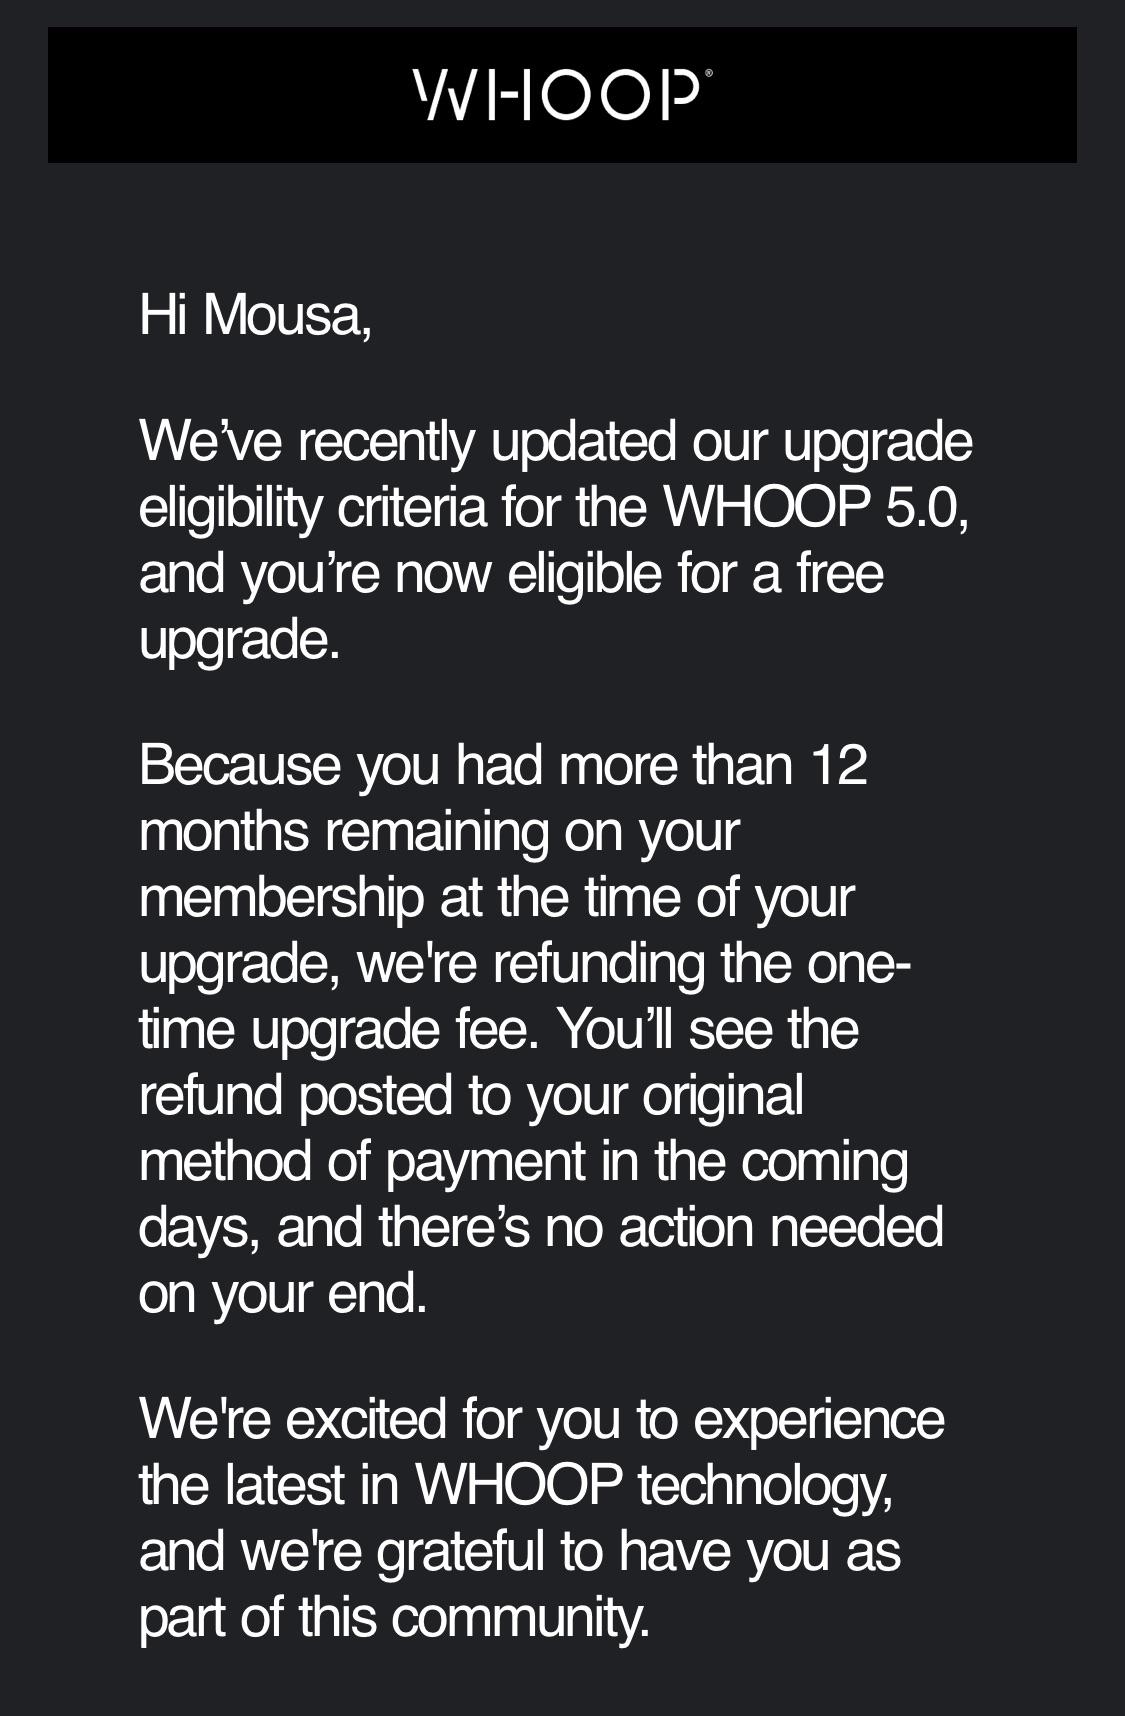 WHOOP®
Hi Mousa,
We’ve recently updated our upgrade
eligibility criteria for the WHOOP 5.0,
and you’re now eligible for a free
upgrade.
Because you had more than 12
months remaining on your
membership at the time of your
upgrade, we're refunding the one-
time upgrade fee. You’ll see the
refund posted to your original
method of payment in the coming
days, and there’s no action needed
on your end.
We're excited for you to experience
the latest in WHOOP technology,
and we're grateful to have you as
part of this community.